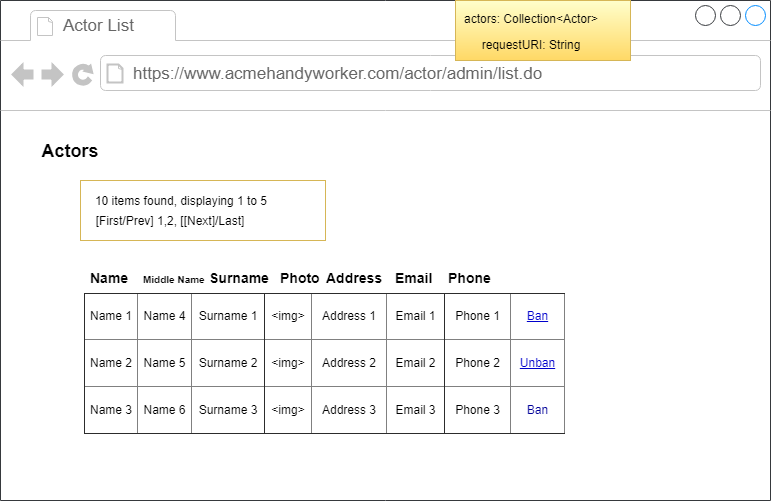 Actor List
actors: Collection<Actor>
requestURI: String
https://www.acmehandyworker.com/actor/admin/list.do
Actors
10 items found, displaying 1 to 5
[First/Prev] 1,2, [[Next]/Last]
Name Middle Name Surname Photo Address Email Phone
Name 1 Name 4 Surname 1 <img> Address 1 Email 1 Phone 1 Ban
Name 2 Name 5 Surname 2 <img> Address 2 Email 2 Phone 2 Unban
Name 3 Name 6 Surname 3 <img> Address 3 Email 3 Phone 3 Ban